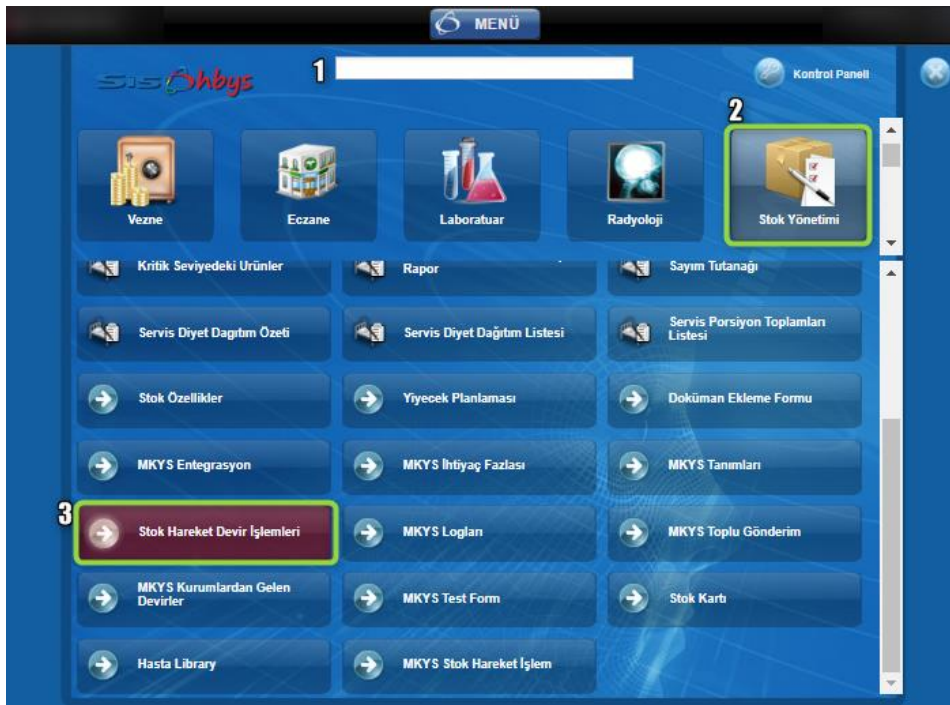 MENÜ
SisOhbys
1
Kontrol Paneli
2
Vezne
Eczane
Laboratuar
Radyoloji
Stok Yönetimi
Kritik Seviyedeki Urünler
Rapor
Sayım Tutanağı
Servis Diyet Dagıtım Özeti
Servis Diyet Dağıtım Listesi
Servis Porsiyon Toplamları
Listesi
Stok Özellikler
Yiyecek Planlaması
Doküman Ekleme Formu
MKYS Entegrasyon
MKYS İhtiyaç Fazlası
MKYS Tanımları
3
Stok Hareket Devir İşlemleri
MKYS Logları
MKYS Toplu Gönderim
MKYS Kurumlardan Gelen
Devirler
MKYS Test Form
Stok Kartı
Hasta Library
MKYS Stok Hareket İşlem